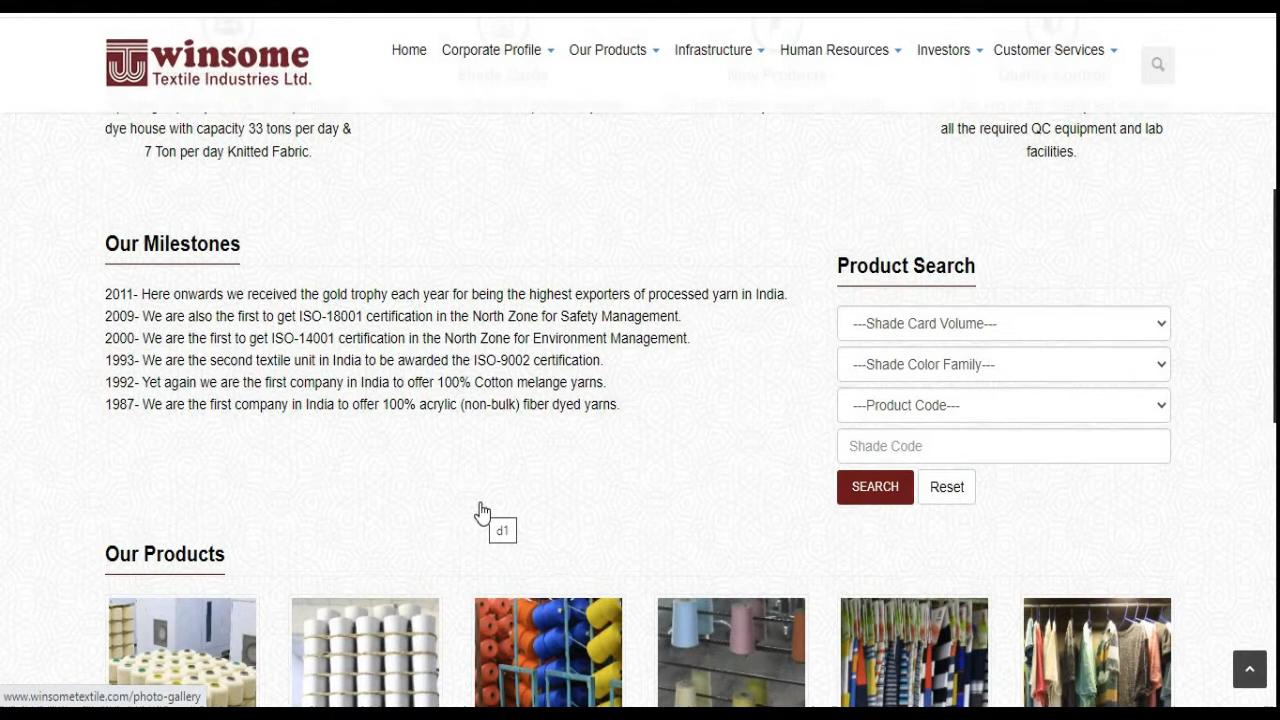 winsome
Textile Industries Ltd.
Home Corporate Profile Our Products Infrastructure Human Resources Investors Customer Services
Shade Cards New Products Quality Control
dye house with capacity 33 tons per day &
7 Ton per day Knitted Fabric.
all the required QC equipment and lab
facilities.
Our Milestones
2011- Here onwards we received the gold trophy each year for being the highest exporters of processed yarn in India.
2009- We are also the first to get ISO-18001 certification in the North Zone for Safety Management.
2000- We are the first to get ISO-14001 certification in the North Zone for Environment Management.
1993- We are the second textile unit in India to be awarded the ISO-9002 certification.
1992- Yet again we are the first company in India to offer 100% Cotton melange yarns.
1987- We are the first company in India to offer 100% acrylic (non-bulk) fiber dyed yarns.
Product Search
---Shade Card Volume---
---Shade Color Family---
---Product Code---
Shade Code
SEARCH Reset
d1
Our Products
www.winsometextile.com/photo-gallery